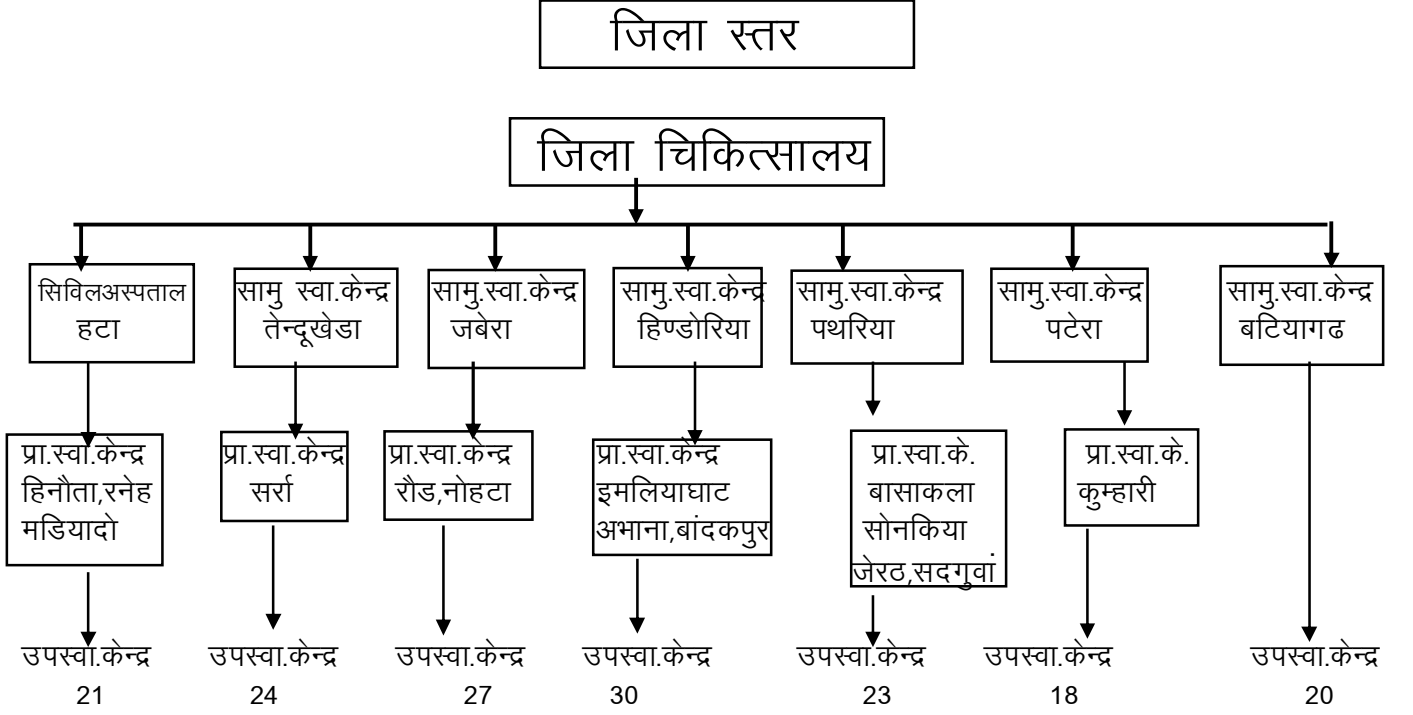 जिला स्तर
जिला चिकित्सालय
सिविलअस्पताल
हटा
सामु स्वा.केन्द्र
तेन्दूखेडा
सामु.स्वा.केन्द्र
जबेरा
सामु.स्वा.केन्द्र
हिण्डोरिया
सामु.स्वा.केन्द्र
पथरिया
सामु.स्वा.केन्द्र
पटेरा
सामु.स्वा.केन्द्र
बटियागढ
प्रा.स्वा.केन्द्र
हिनौता,रनेह
मडियादो
प्रा.स्वा.केन्द्र
सर्रा
प्रा.स्वा.केन्द्र
रौड,नोहटा
प्रा.स्वा.केन्द्र
इमलियाघाट
अभाना,बांदकपुर
प्रा.स्वा.के.
बासाकला
सोनकिया
जेरठ,सदगुवां
प्रा.स्वा.के.
कुम्हारी
उपस्वा.केन्द्र
21
उपस्वा.केन्द्र
24
उपस्वा.केन्द्र
27
उपस्वा.केन्द्र
30
उपस्वा.केन्द्र
23
उपस्वा.केन्द्र
18
उपस्वा.केन्द्र
20